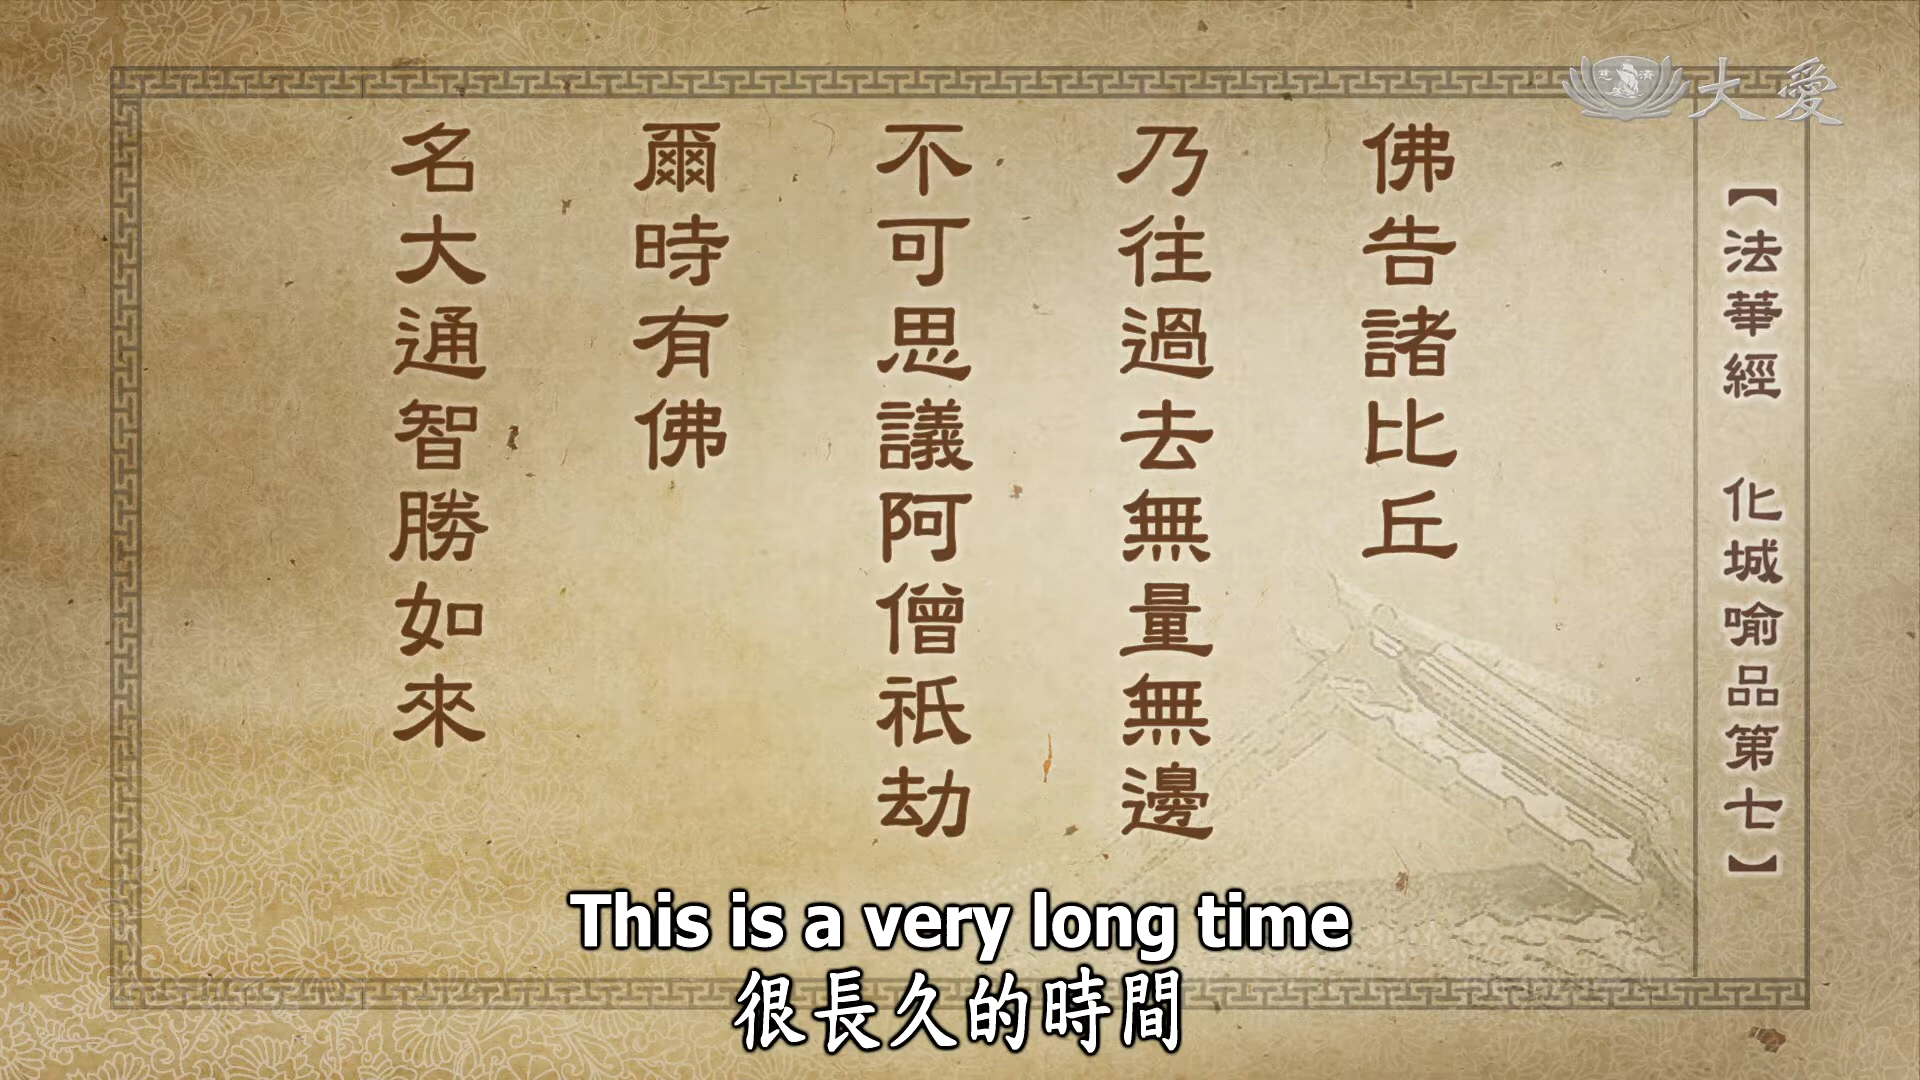 大愛
慈濟
【法華經 化城喻品第七】
佛告諸比丘
乃往過去無量無邊
不可思議阿僧祇劫
爾時有佛
名大通智勝如來
This is a very long time
很長久的時間